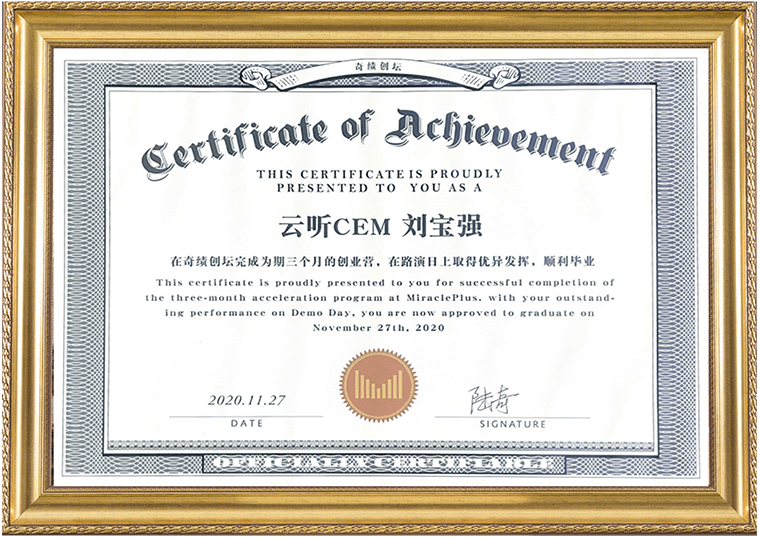 奇绩创坛
Certificate of Achievement
THIS CERTIFICATE IS PROUDLY
PRESENTED TO YOU AS A
云听CEM 刘宝强
在奇绩创坛完成为期三个月的创业营，在路演日上取得优异发挥，顺利毕业
This certificate is proudly presented to you for successful completion of
the three-month acceleration program at MiraclePlus, with your outstand-
ing performance on Demo Day, you are now approved to graduate on
November 27th, 2020
2020.11.27
陆奇
DATE
SIGNATURE
OFFICIALLY CERTIFIABLE